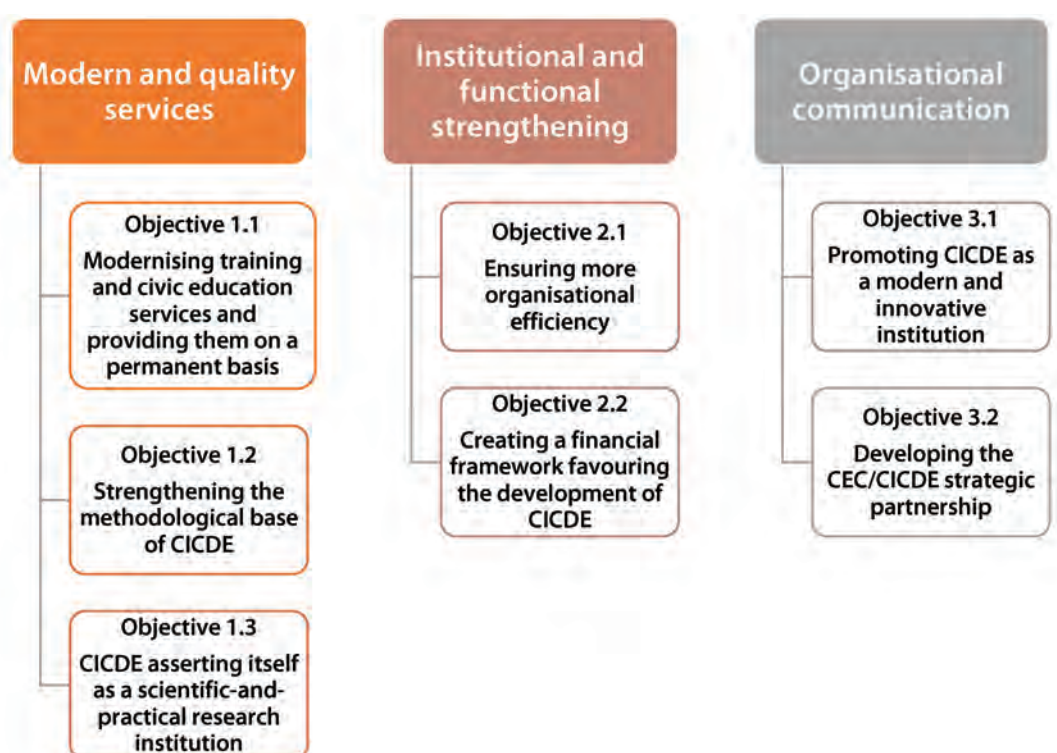 Modern and quality
services
Objective 1.1
Modernising training
and civic education
services and
providing them on a
permanent basis
Objective 1.2
Strengthening the
methodological base
of CICDE
Objective 1.3
CICDE asserting itself
as a scientific-and-
practical research
institution
Institutional and
functional
strengthening
Objective 2.1
Ensuring more
organisational
efficiency
Objective 2.2
Creating a financial
framework favouring
the development of
CICDE
Organisational
communication
Objective 3.1
Promoting CICDE as
a modern and
innovative
institution
Objective 3.2
Developing the
CEC/CICDE strategic
partnership